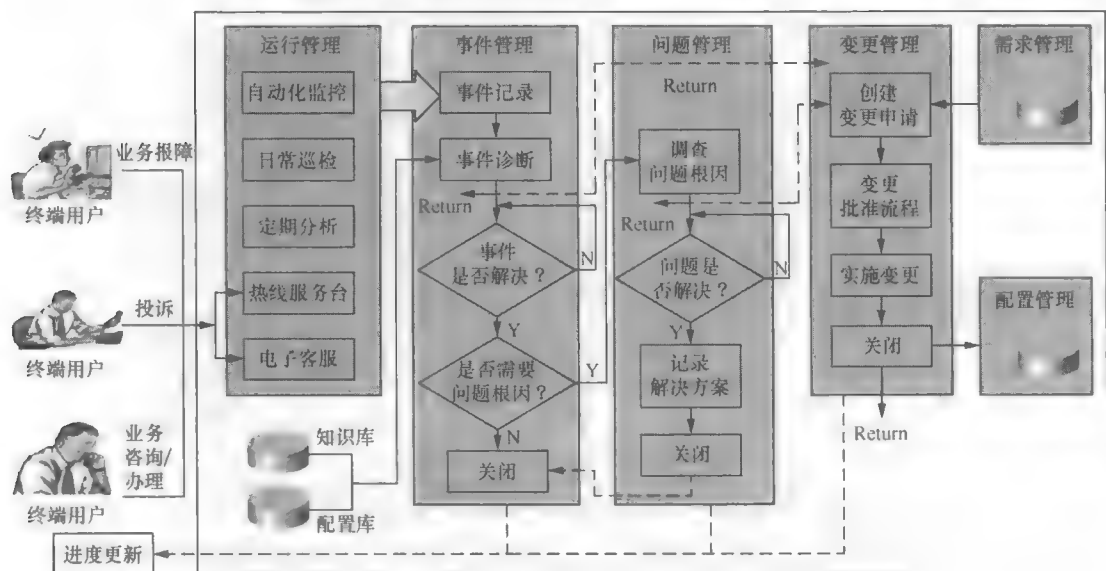 业务报障
终端用户
投诉
终端用户
业务
咨询/
办理
终端用户
进度更新
运行管理
自动化监控
日常巡检
定期分析
热线服务台
电子客服
知识库
配置库
事件管理
事件记录
事件诊断
Return
事件
是否解决?
N
Y
是否需要
问题根因?
Y
N
关闭
问题管理
Return
调查
问题根因
Return
问题是
否解决?
N
Y
记录
解决方案
关闭
变更管理
创建
变更申请
变更
批准流程
实施变更
关闭
Return
需求管理
配置管理